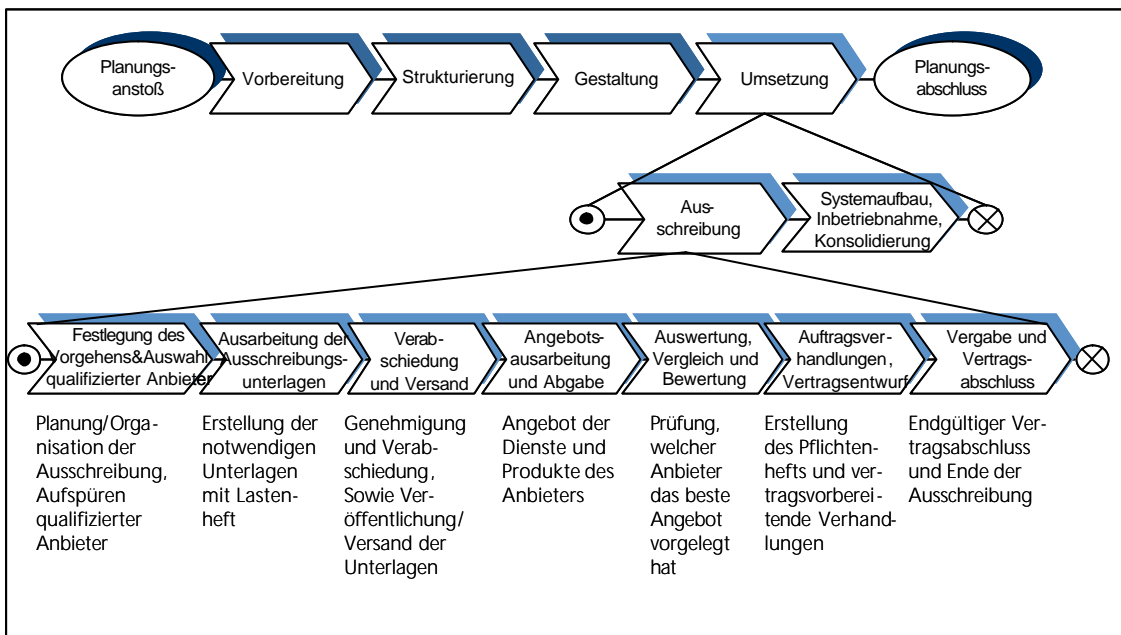 Planungs-
anstoß
Vorbereitung
Strukturierung
Gestaltung
Umsetzung
Planungs-
abschluss
Aus-
schreibung
Systemaufbau,
Inbetriebnahme,
Konsolidierung
Festlegung des
Vorgehens&Auswahl
qualifizierter Anbieter
Ausarbeitung der
Ausschreibungs-
unterlagen
Verab-
schiedung
und Versand
Angebots-
ausarbeitung
und Abgabe
Auswertung,
Vergleich und
Bewertung
Auftragsver-
handlungen,
Vertragsentwurf
Vergabe und
Vertrags-
abschluss
Planung/Orga-
nisation der
Ausschreibung,
Aufspüren
qualifizierter
Anbieter
Erstellung der
notwendigen
Unterlagen
mit Lasten-
heft
Genehmigung
und Verab-
schiedung,
Sowie Ver-
öffentlichung/
Versand der
Unterlagen
Angebot der
Dienste und
Produkte des
Anbieters
Prüfung,
welcher
Anbieter
das beste
Angebot
vorgelegt
hat
Erstellung
des Pflichten-
hefts und ver-
tragsvorberei-
tende Verhand-
lungen
Endgültiger Ver-
tragsabschluss
und Ende der
Ausschreibung